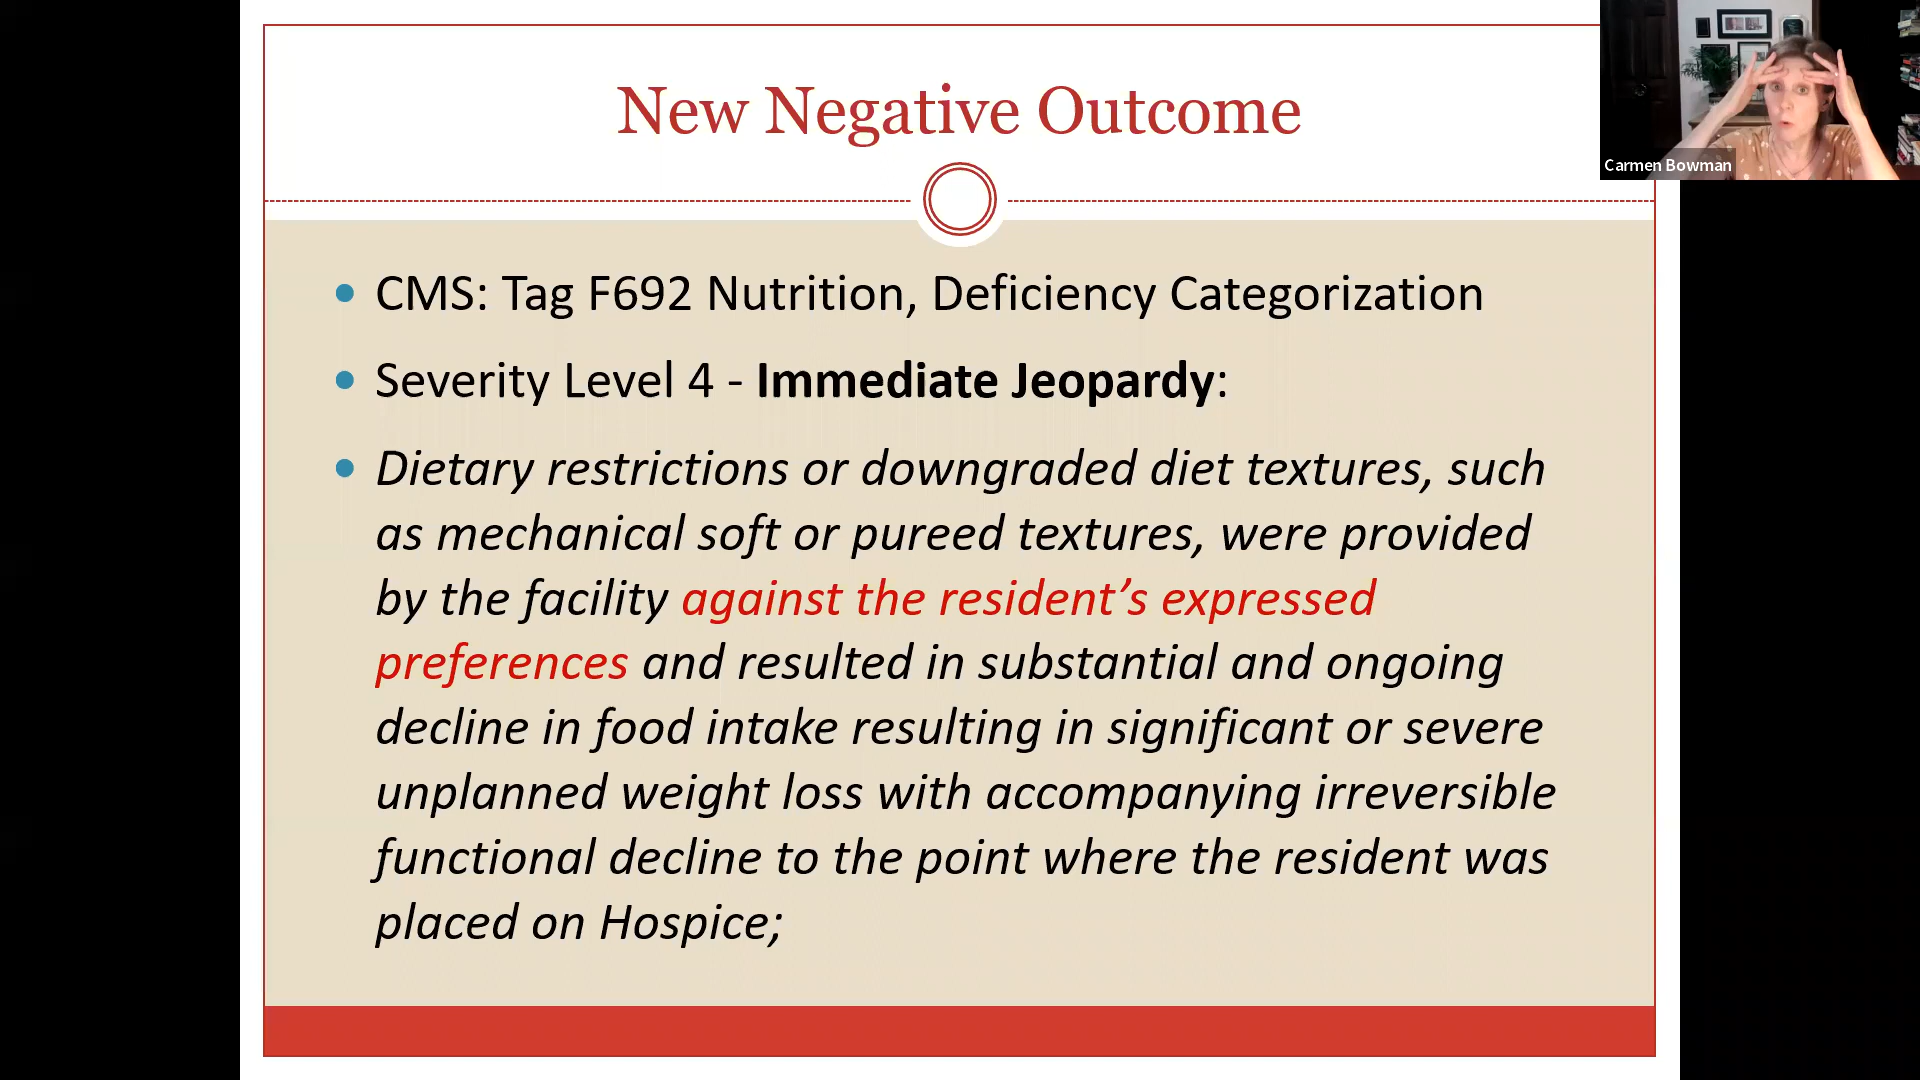 New Negative Outcome
Carmen Bowman
• CMS: Tag F692 Nutrition, Deficiency Categorization
• Severity Level 4 - Immediate Jeopardy:
• Dietary restrictions or downgraded diet textures, such
as mechanical soft or pureed textures, were provided
by the facility against the resident’s expressed
preferences and resulted in substantial and ongoing
decline in food intake resulting in significant or severe
unplanned weight loss with accompanying irreversible
functional decline to the point where the resident was
placed on Hospice;